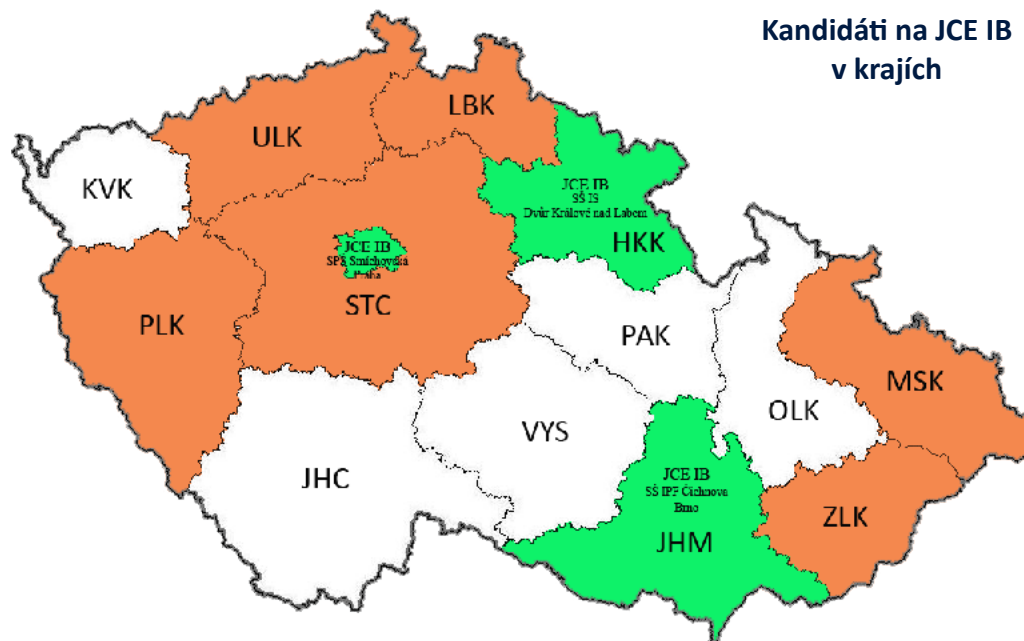 Kandidáti na JCE IB
v krajích
LBK
ULK
KVK
JCE IB
SŠ IS
Dvůr Králové nad Labem
HKK
JCE IB
SPŠ Smíchovská
Praha
STC
PLK
PAK
MSK
OLK
VYS
JHC
JCE IB
SŠ IPF Čichnova
Brno
ZLK
JHM